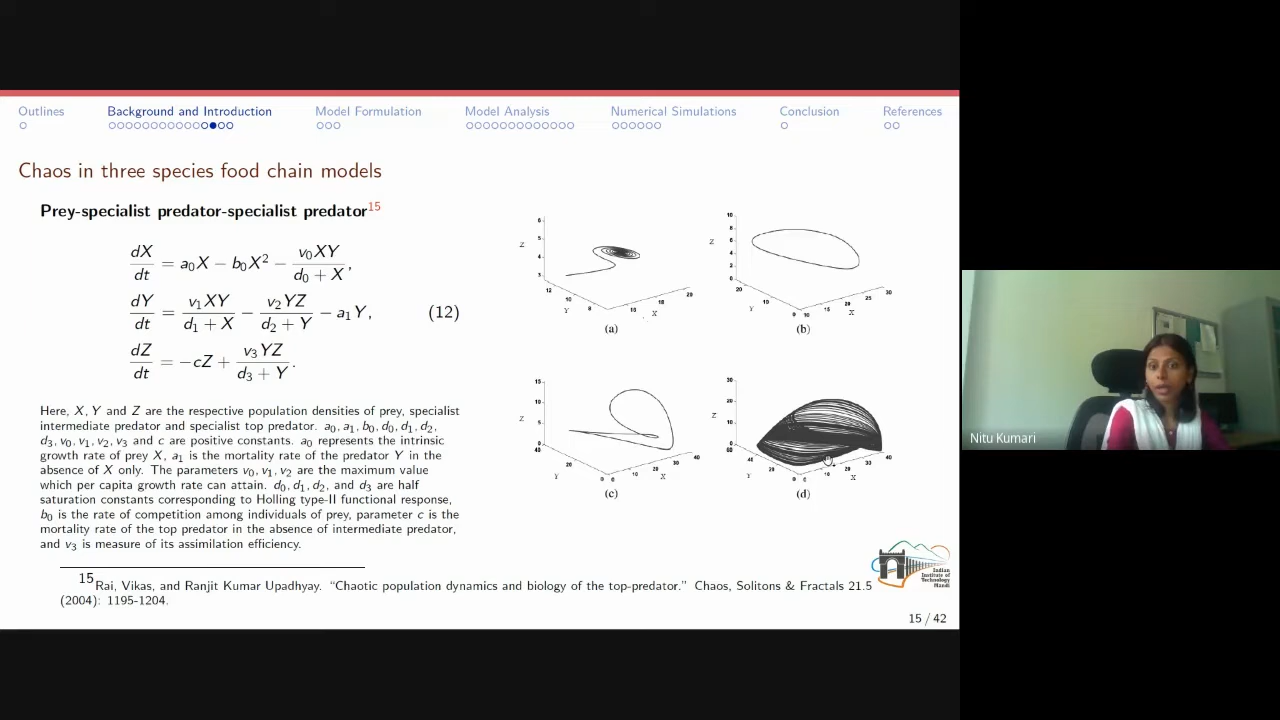 Outlines Background and Introduction Model Formulation Model Analysis Numerical Simulations Conclusion References
Chaos in three species food chain models
Prey-specialist predator-specialist predator15
dX/dt = a₀X − b₀X² − v₀XY/(d₀ + X),
dY/dt = v₁XY/(d₁ + X) − v₂YZ/(d₂ + Y) − a₁Y, (12)
dZ/dt = −cZ + v₃YZ/(d₃ + Y).
Here, X, Y and Z are the respective population densities of prey, specialist
intermediate predator and specialist top predator. a₀, a₁, b₀, d₀, d₁, d₂,
d₃, v₀, v₁, v₂, v₃ and c are positive constants. a₀ represents the intrinsic
growth rate of prey X, a₁ is the mortality rate of the predator Y in the
absence of X only. The parameters v₀, v₁, v₂ are the maximum value
which per capita growth rate can attain. d₀, d₁, d₂, and d₃ are half
saturation constants corresponding to Holling type-II functional response,
b₀ is the rate of competition among individuals of prey, parameter c is the
mortality rate of the top predator in the absence of intermediate predator,
and v₃ is measure of its assimilation efficiency.
(a) (b)
(c) (d)
15Rai, Vikas, and Ranjit Kumar Upadhyay. “Chaotic population dynamics and biology of the top-predator.” Chaos, Solitons & Fractals 21.5
(2004): 1195-1204.
Indian
Institute of
Technology
Mandi
15 / 42
Nitu Kumari